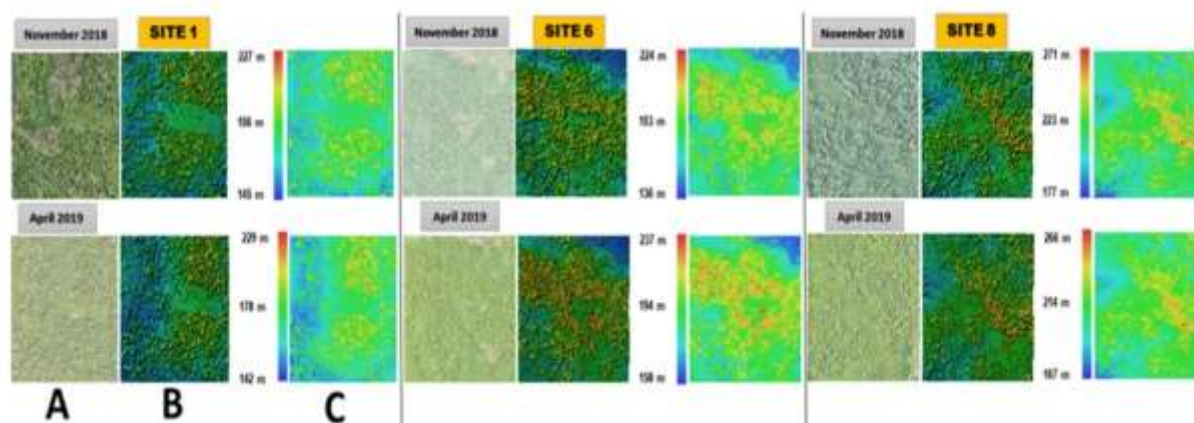 November 2018
SITE 1
227 m
186 m
145 m
April 2019
229 m
178 m
162 m
A
B
C
November 2018
SITE 6
224 m
183 m
136 m
April 2019
237 m
194 m
158 m
November 2018
SITE 8
271 m
223 m
177 m
April 2019
266 m
214 m
167 m